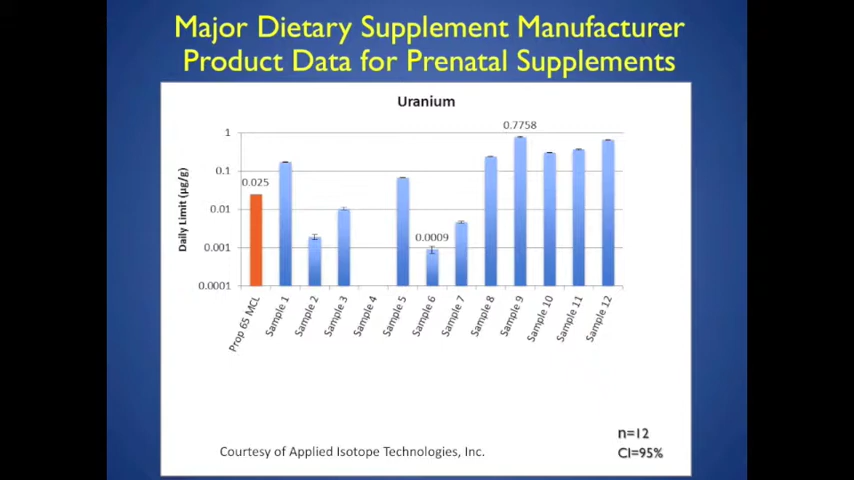 Major Dietary Supplement Manufacturer
Product Data for Prenatal Supplements
Uranium
Daily Limit (µg/g)
1
0.1
0.01
0.001
0.0001
0.025
0.0009
0.7758
Prop 65 MCL
Sample 1
Sample 2
Sample 3
Sample 4
Sample 5
Sample 6
Sample 7
Sample 8
Sample 9
Sample 10
Sample 11
Sample 12
n=12
CI=95%
Courtesy of Applied Isotope Technologies, Inc.